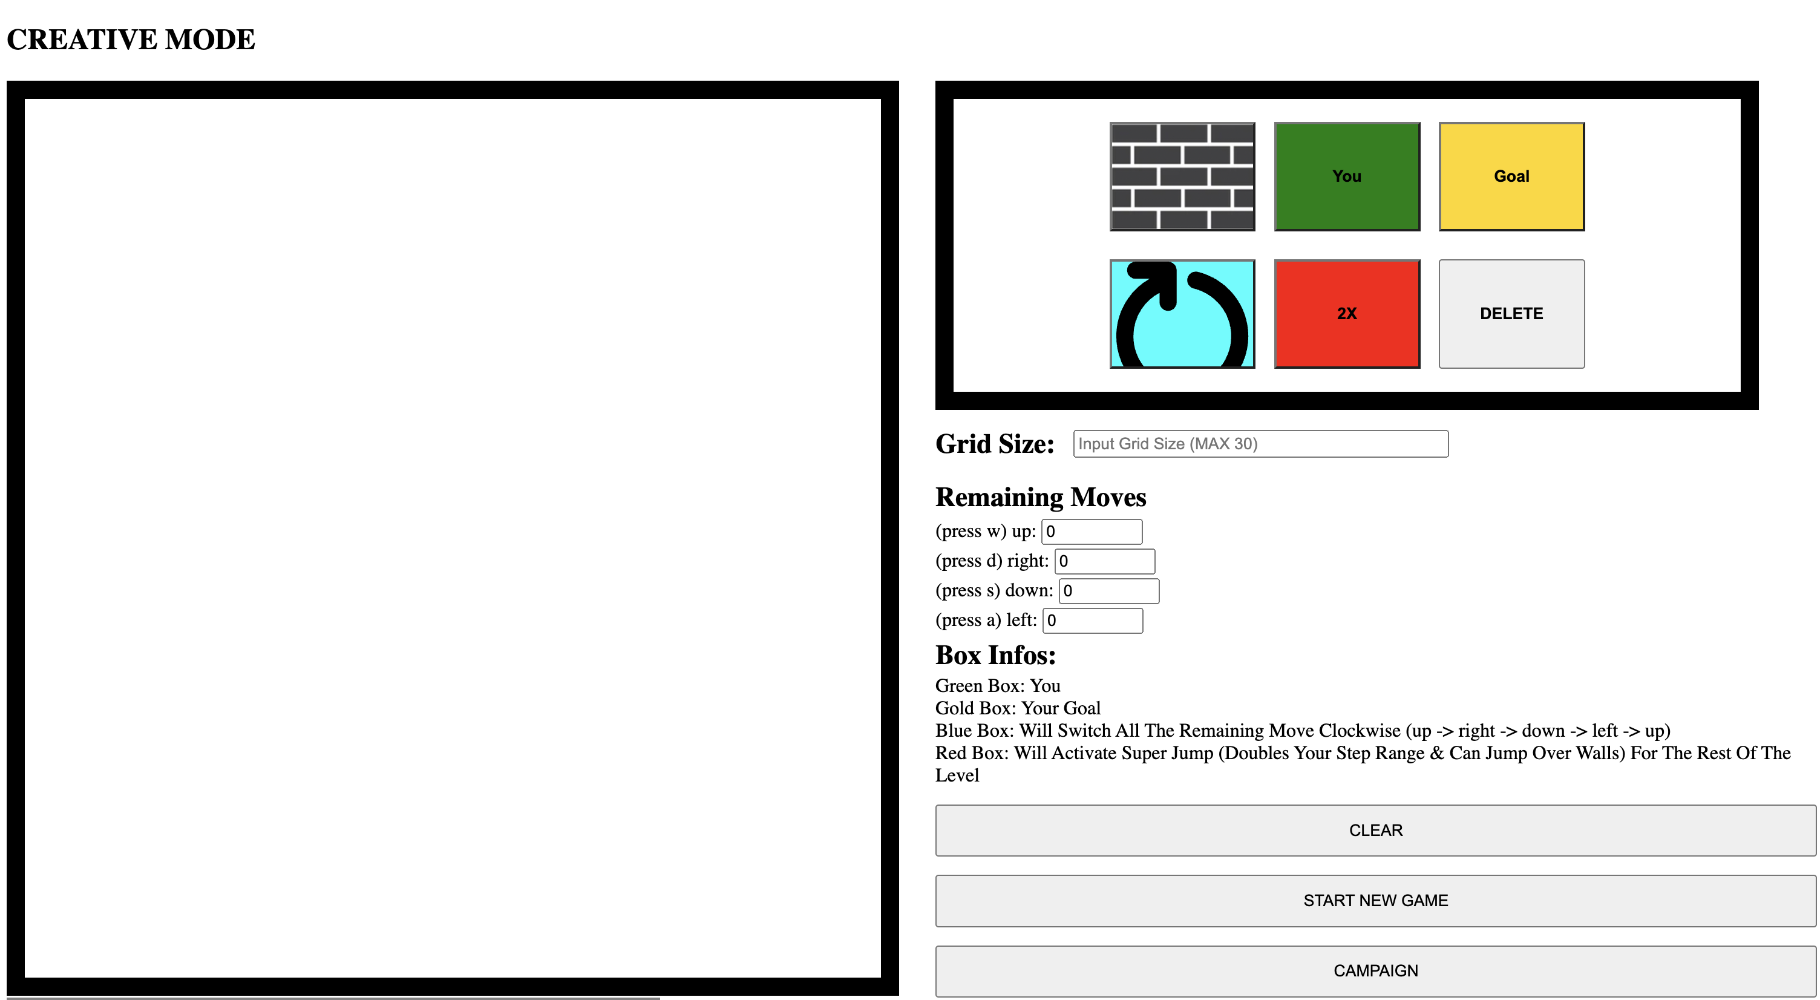 CREATIVE MODE
You
Goal
2X
DELETE
Grid Size:
Input Grid Size (MAX 30)
Remaining Moves
(press w) up: 0
(press d) right: 0
(press s) down: 0
(press a) left: 0
Box Infos:
Green Box: You
Gold Box: Your Goal
Blue Box: Will Switch All The Remaining Move Clockwise (up -> right -> down -> left -> up)
Red Box: Will Activate Super Jump (Doubles Your Step Range & Can Jump Over Walls) For The Rest Of The
Level
CLEAR
START NEW GAME
CAMPAIGN